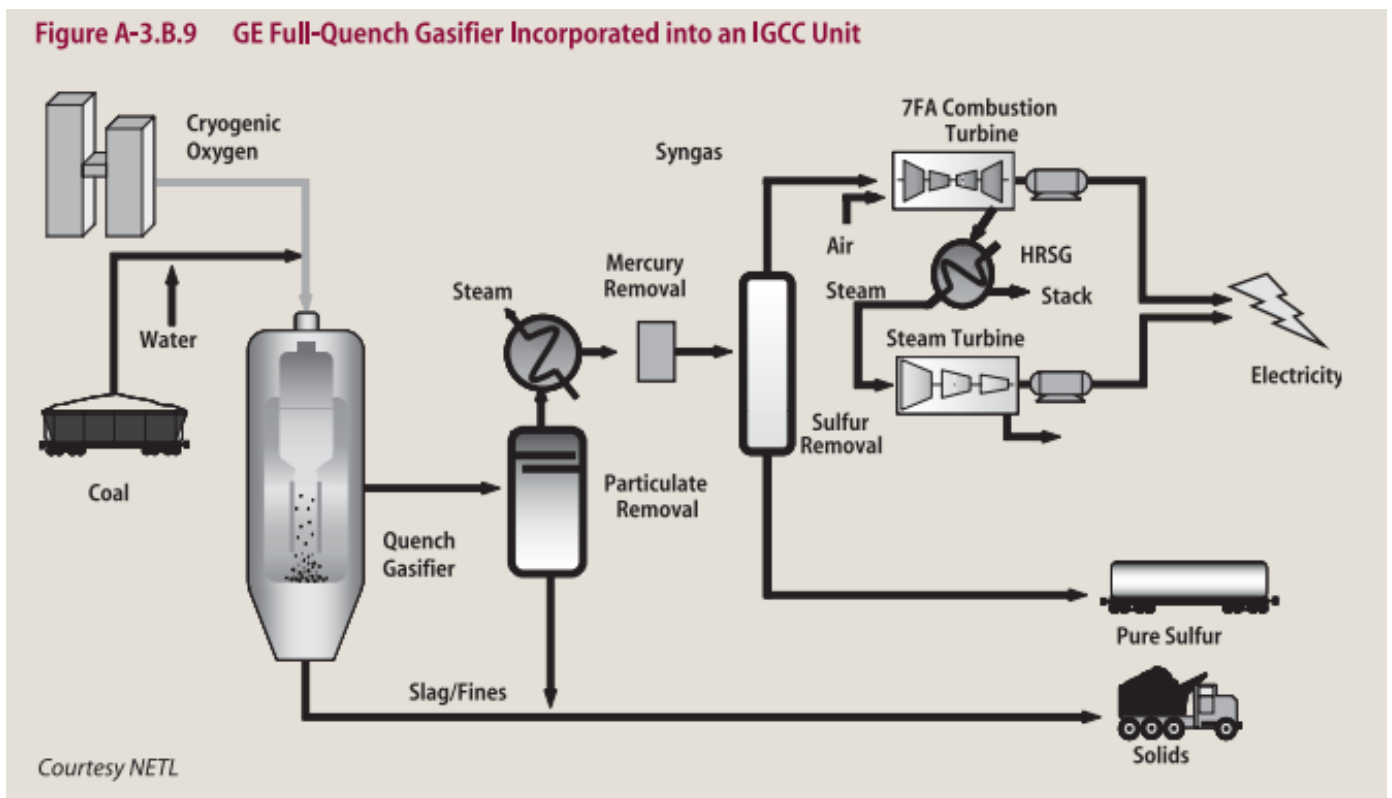 Figure A-3.B.9 GE Full-Quench Gasifier Incorporated into an IGCC Unit
Cryogenic
Oxygen
Water
Coal
Quench
Gasifier
Slag/Fines
Steam
Particulate
Removal
Mercury
Removal
Syngas
Sulfur
Removal
7FA Combustion
Turbine
Air
HRSG
Steam
Stack
Steam Turbine
Electricity
Pure Sulfur
Solids
Courtesy NETL